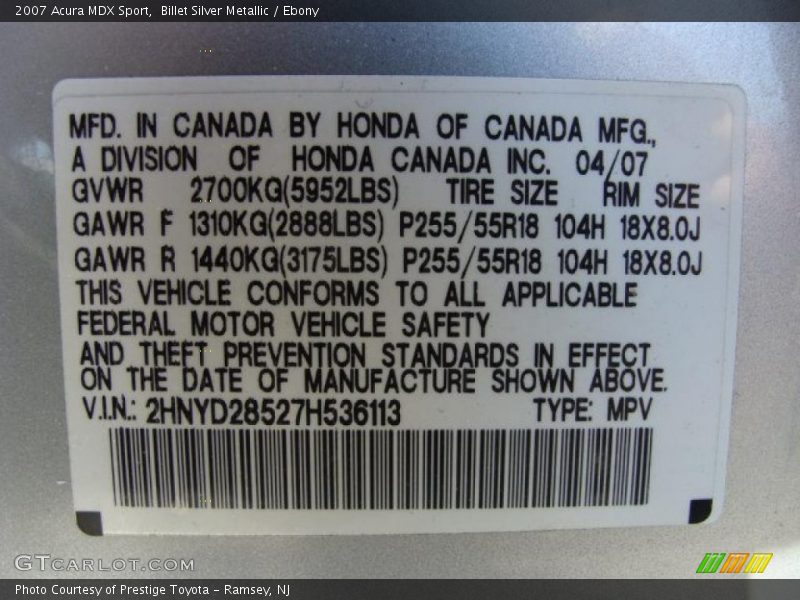 2007 Acura MDX Sport,  Billet Silver Metallic / Ebony
MFD. IN CANADA BY HONDA OF CANADA MFG.,
A DIVISION OF HONDA CANADA INC. 04/07
GVWR 2700KG(5952LBS) TIRE SIZE RIM SIZE
GAWR F 1310KG(2888LBS) P255/55R18 104H 18X8.0J
GAWR R 1440KG(3175LBS) P255/55R18 104H 18X8.0J
THIS VEHICLE CONFORMS TO ALL APPLICABLE
FEDERAL MOTOR VEHICLE SAFETY
AND THEFT PREVENTION STANDARDS IN EFFECT
ON THE DATE OF MANUFACTURE SHOWN ABOVE.
V.I.N.: 2HNYD28527H536113 TYPE: MPV
GTCARLOT.COM
Photo Courtesy of Prestige Toyota - Ramsey, NJ